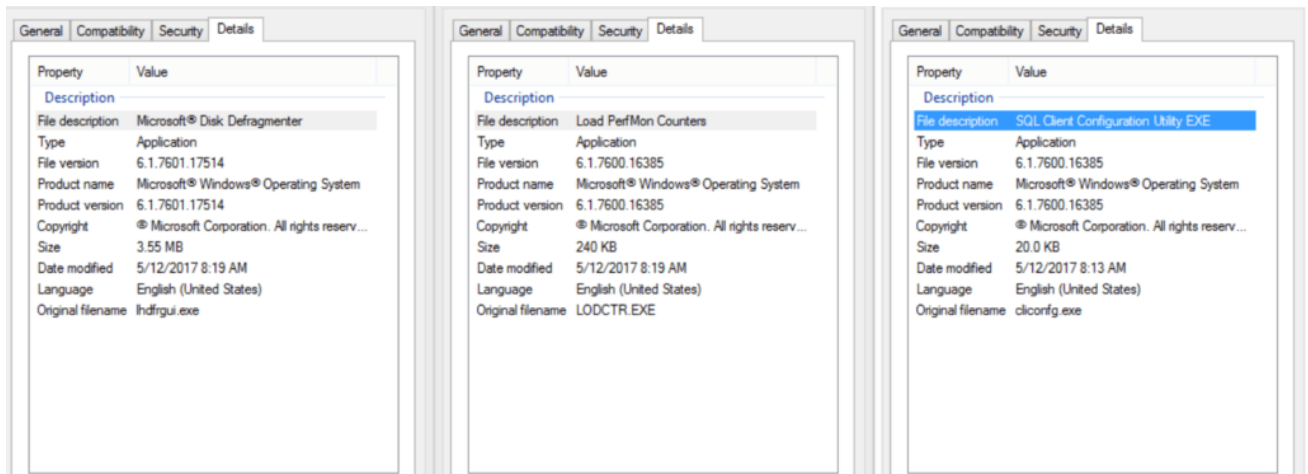 General Compatibility Security Details
Property Value
Description
File description Microsoft® Disk Defragmenter
Type Application
File version 6.1.7601.17514
Product name Microsoft® Windows® Operating System
Product version 6.1.7601.17514
Copyright © Microsoft Corporation. All rights reserv...
Size 3.55 MB
Date modified 5/12/2017 8:19 AM
Language English (United States)
Original filename lhdfrgui.exe
General Compatibility Security Details
Property Value
Description
File description Load PerfMon Counters
Type Application
File version 6.1.7600.16385
Product name Microsoft® Windows® Operating System
Product version 6.1.7600.16385
Copyright © Microsoft Corporation. All rights reserv...
Size 240 KB
Date modified 5/12/2017 8:19 AM
Language English (United States)
Original filename LODCTR.EXE
General Compatibility Security Details
Property Value
Description
File description SQL Client Configuration Utility EXE
Type Application
File version 6.1.7600.16385
Product name Microsoft® Windows® Operating System
Product version 6.1.7600.16385
Copyright © Microsoft Corporation. All rights reserv...
Size 20.0 KB
Date modified 5/12/2017 8:13 AM
Language English (United States)
Original filename cliconfg.exe